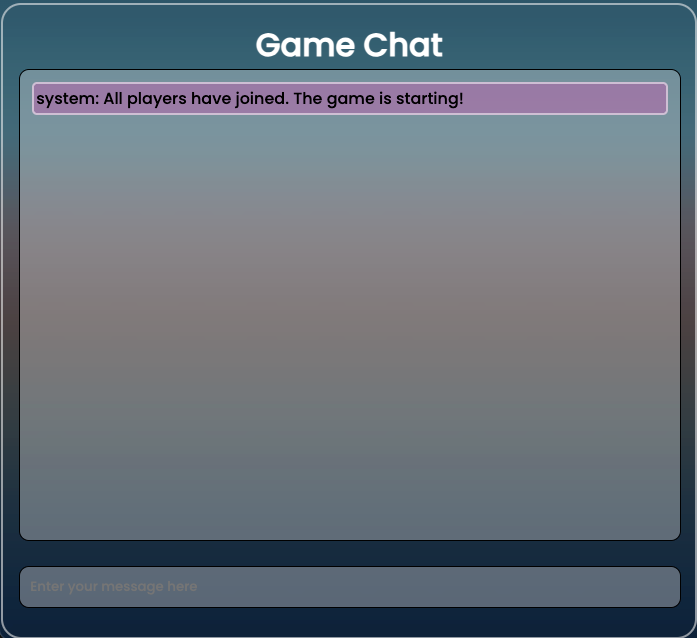 Game Chat
system: All players have joined. The game is starting!
Enter your message here